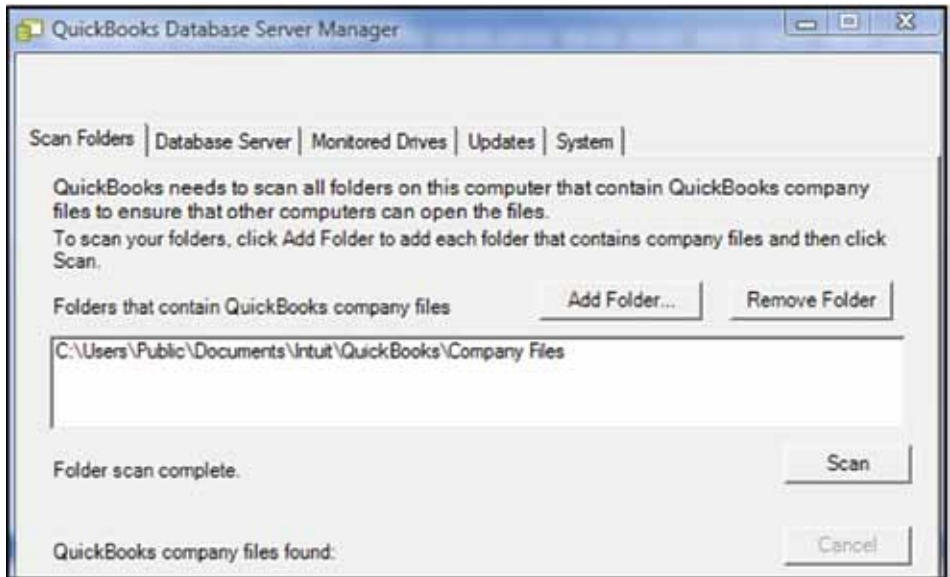 QuickBooks Database Server Manager
Scan Folders Database Server Monitored Drives Updates System
QuickBooks needs to scan all folders on this computer that contain QuickBooks company
files to ensure that other computers can open the files.
To scan your folders, click Add Folder to add each folder that contains company files and then click
Scan.
Folders that contain QuickBooks company files Add Folder... Remove Folder
C:\Users\Public\Documents\Intuit\QuickBooks\Company Files
Folder scan complete. Scan
QuickBooks company files found: Cancel